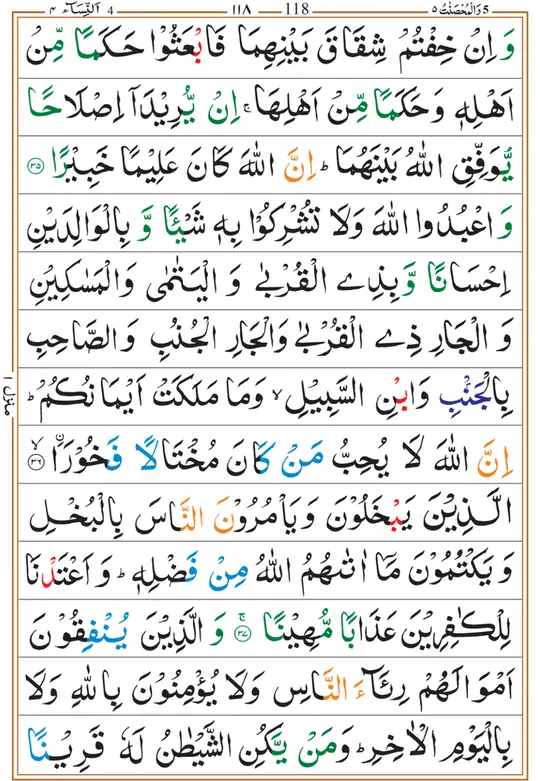 5 وَالْمُحْصَنٰتُ ٥ 118 ١١٨ 4 اَلنِّسَآء ٤
وَ اِنْ خِفْتُمْ شِقَاقَ بَيْنِهِمَا فَابْعَثُوْا حَكَمًا مِّنْ
اَهْلِهٖ وَحَكَمًا مِّنْ اَهْلِهَا ۚ اِنْ يُّرِيْدَاۤ اِصْلَاحًا
يُّوَفِّقِ اللّٰهُ بَيْنَهُمَا ؕ اِنَّ اللّٰهَ كَانَ عَلِيْمًا خَبِيْرًا ۝٣٥
وَ اعْبُدُوا اللّٰهَ وَلَا تُشْرِكُوْا بِهٖ شَيْئًا وَّ بِالْوَالِدَيْنِ
اِحْسَانًا وَّبِذِى الْقُرْبٰى وَ الْيَتٰمٰى وَالْمَسٰكِيْنِ
وَ الْجَارِ ذِى الْقُرْبٰى وَالْجَارِ الْجُنُبِ وَالصَّاحِبِ
بِالْجَنْۢبِ وَابْنِ السَّبِيْلِ ۙ وَمَا مَلَكَتْ اَيْمَانُكُمْ ؕ
اِنَّ اللّٰهَ لَا يُحِبُّ مَنْ كَانَ مُخْتَالًا فَخُوْرَا ۙ۝٣٦
الَّذِيْنَ يَبْخَلُوْنَ وَيَاْمُرُوْنَ النَّاسَ بِالْبُخْلِ
وَ يَكْتُمُوْنَ مَاۤ اٰتٰٮهُمُ اللّٰهُ مِنْ فَضْلِهٖ ؕ وَ اَعْتَدْنَا
لِلْكٰفِرِيْنَ عَذَابًا مُّهِيْنًا ۚ۝٣٧ وَ الَّذِيْنَ يُنْفِقُوْنَ
اَمْوَالَهُمْ رِئَآءَ النَّاسِ وَلَا يُؤْمِنُوْنَ بِاللّٰهِ وَلَا
بِالْيَوْمِ الْاٰخِرِ ؕ وَمَنْ يَّكُنِ الشَّيْطٰنُ لَهٗ قَرِيْنًا
منزل ١